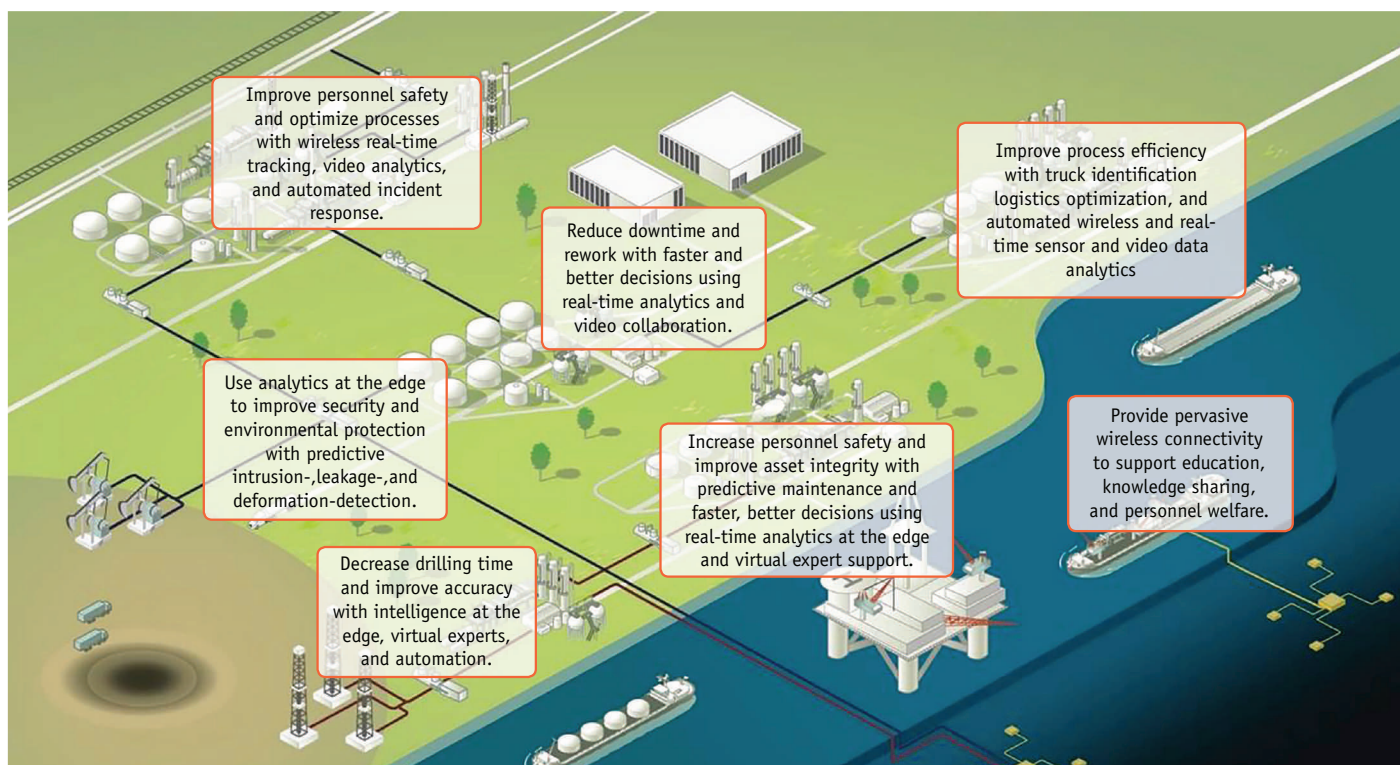 Improve personnel safety
and optimize processes
with wireless real-time
tracking, video analytics,
and automated incident
response.
Reduce downtime and
rework with faster and
better decisions using
real-time analytics and
video collaboration.
Improve process efficiency
with truck identification
logistics optimization, and
automated wireless and real-
time sensor and video data
analytics
Use analytics at the edge
to improve security and
environmental protection
with predictive
intrusion-,leakage-,and
deformation-detection.
Increase personnel safety and
improve asset integrity with
predictive maintenance and
faster, better decisions using
real-time analytics at the edge
and virtual expert support.
Provide pervasive
wireless connectivity
to support education,
knowledge sharing,
and personnel welfare.
Decrease drilling time
and improve accuracy
with intelligence at the
edge, virtual experts,
and automation.